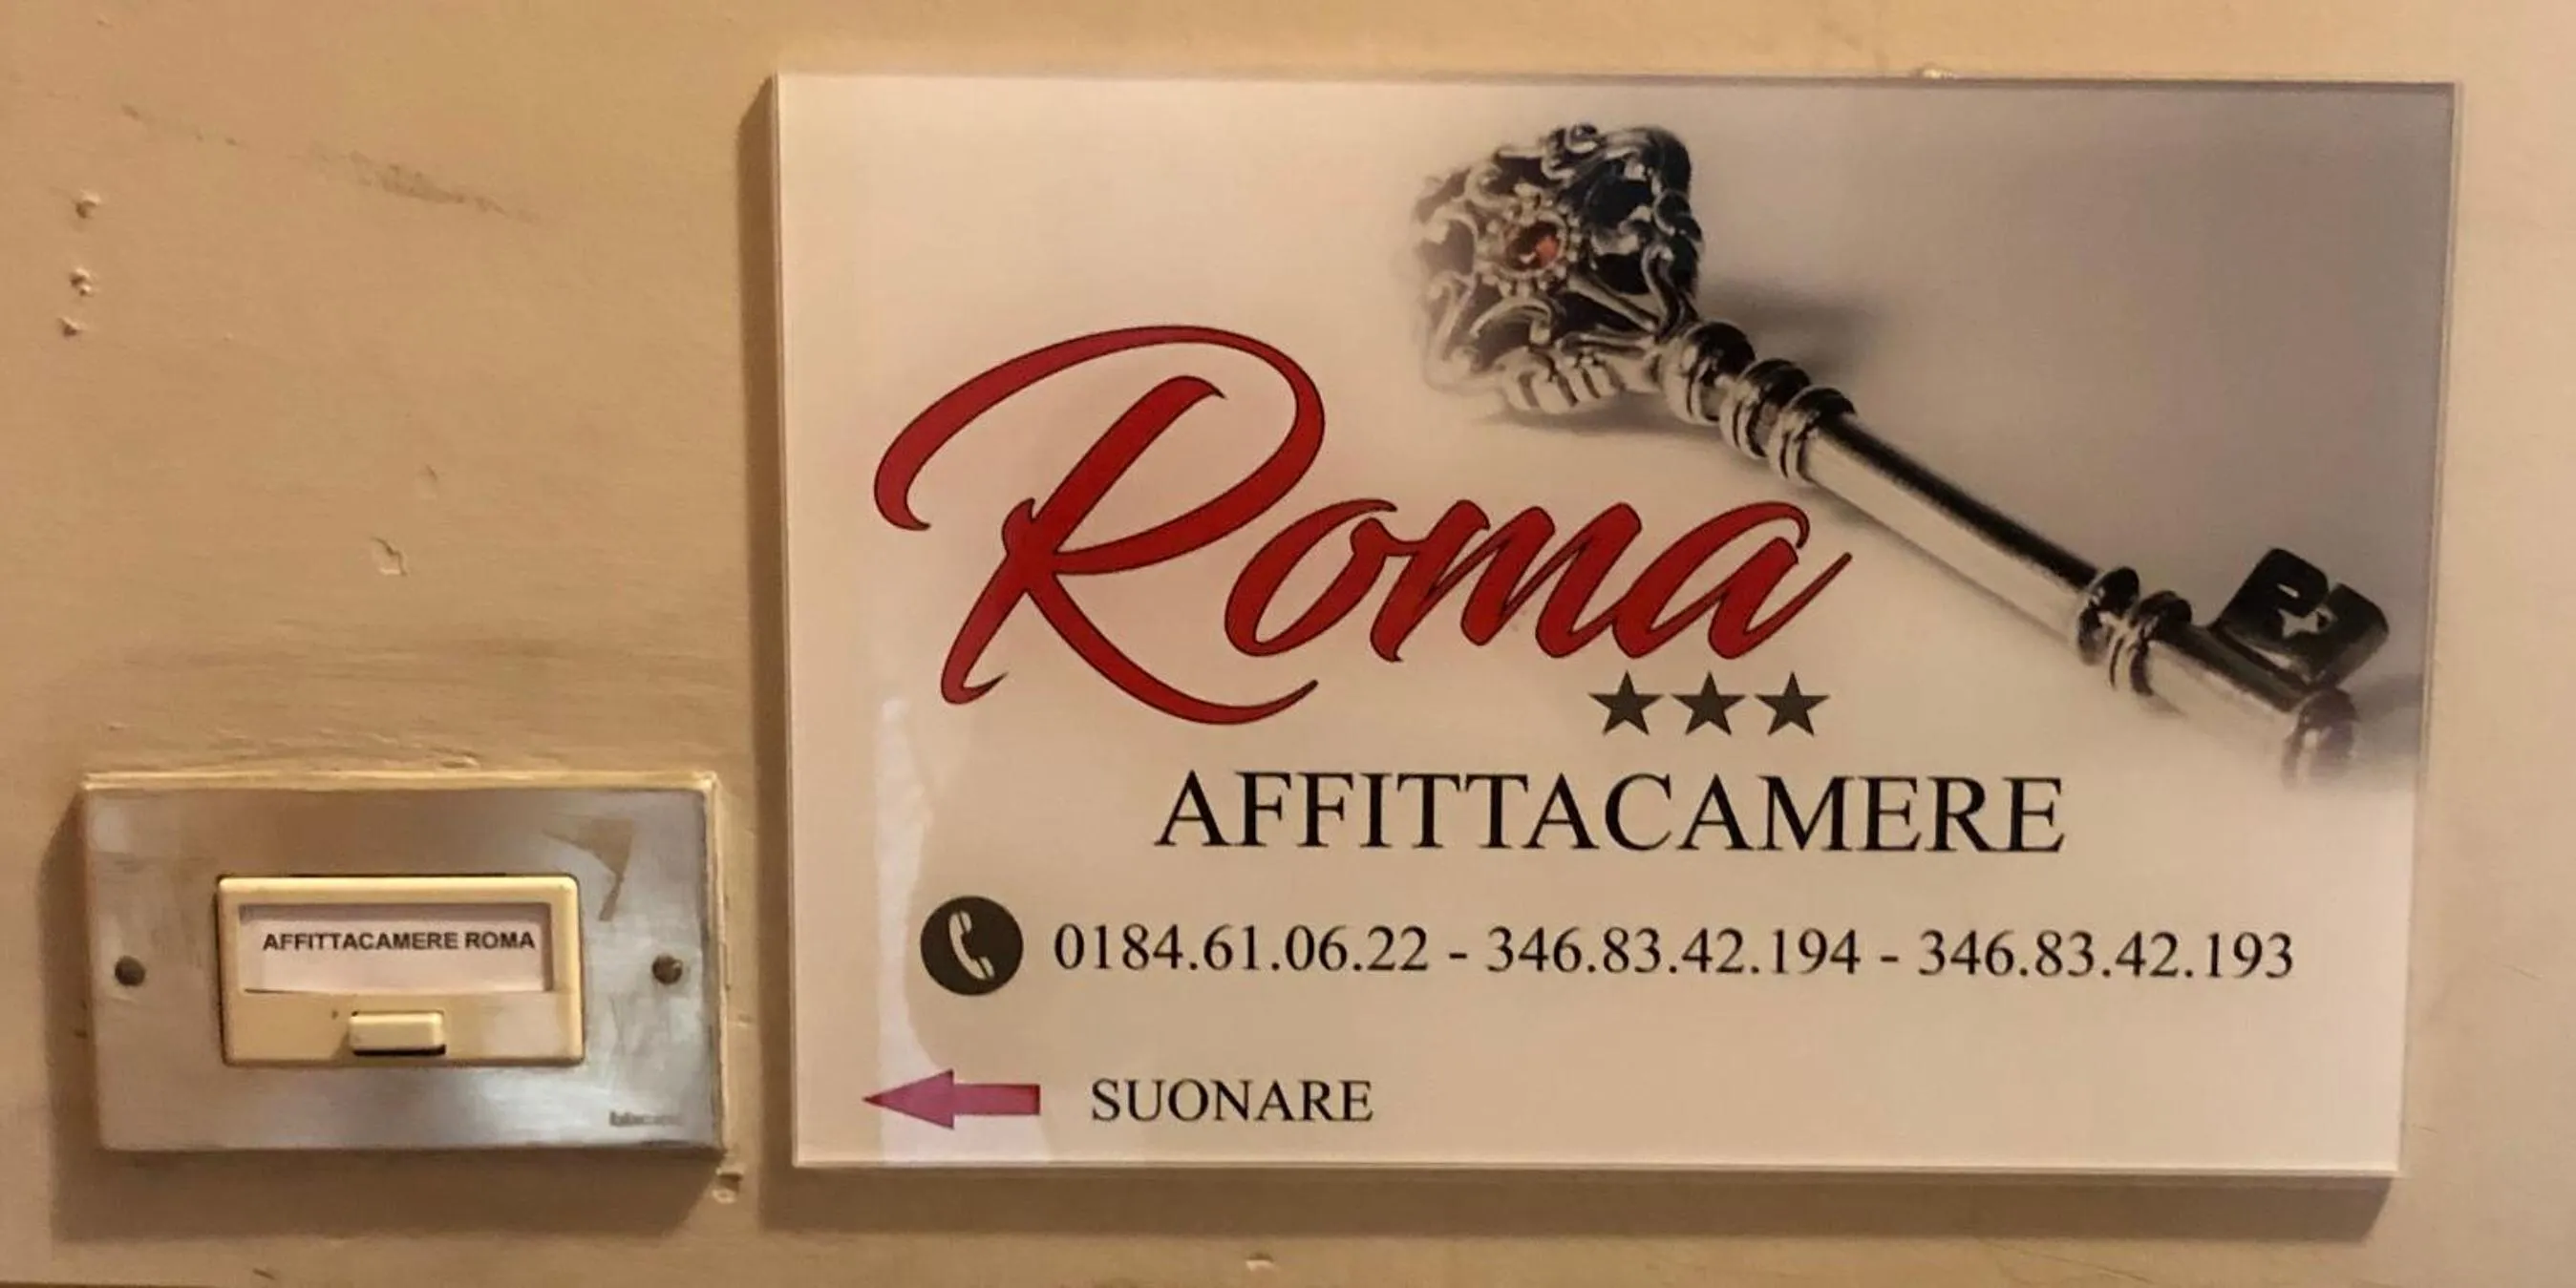 Roma
★★★
AFFITTACAMERE
0184.61.06.22 - 346.83.42.194 - 346.83.42.193
SUONARE
AFFITTACAMERE ROMA